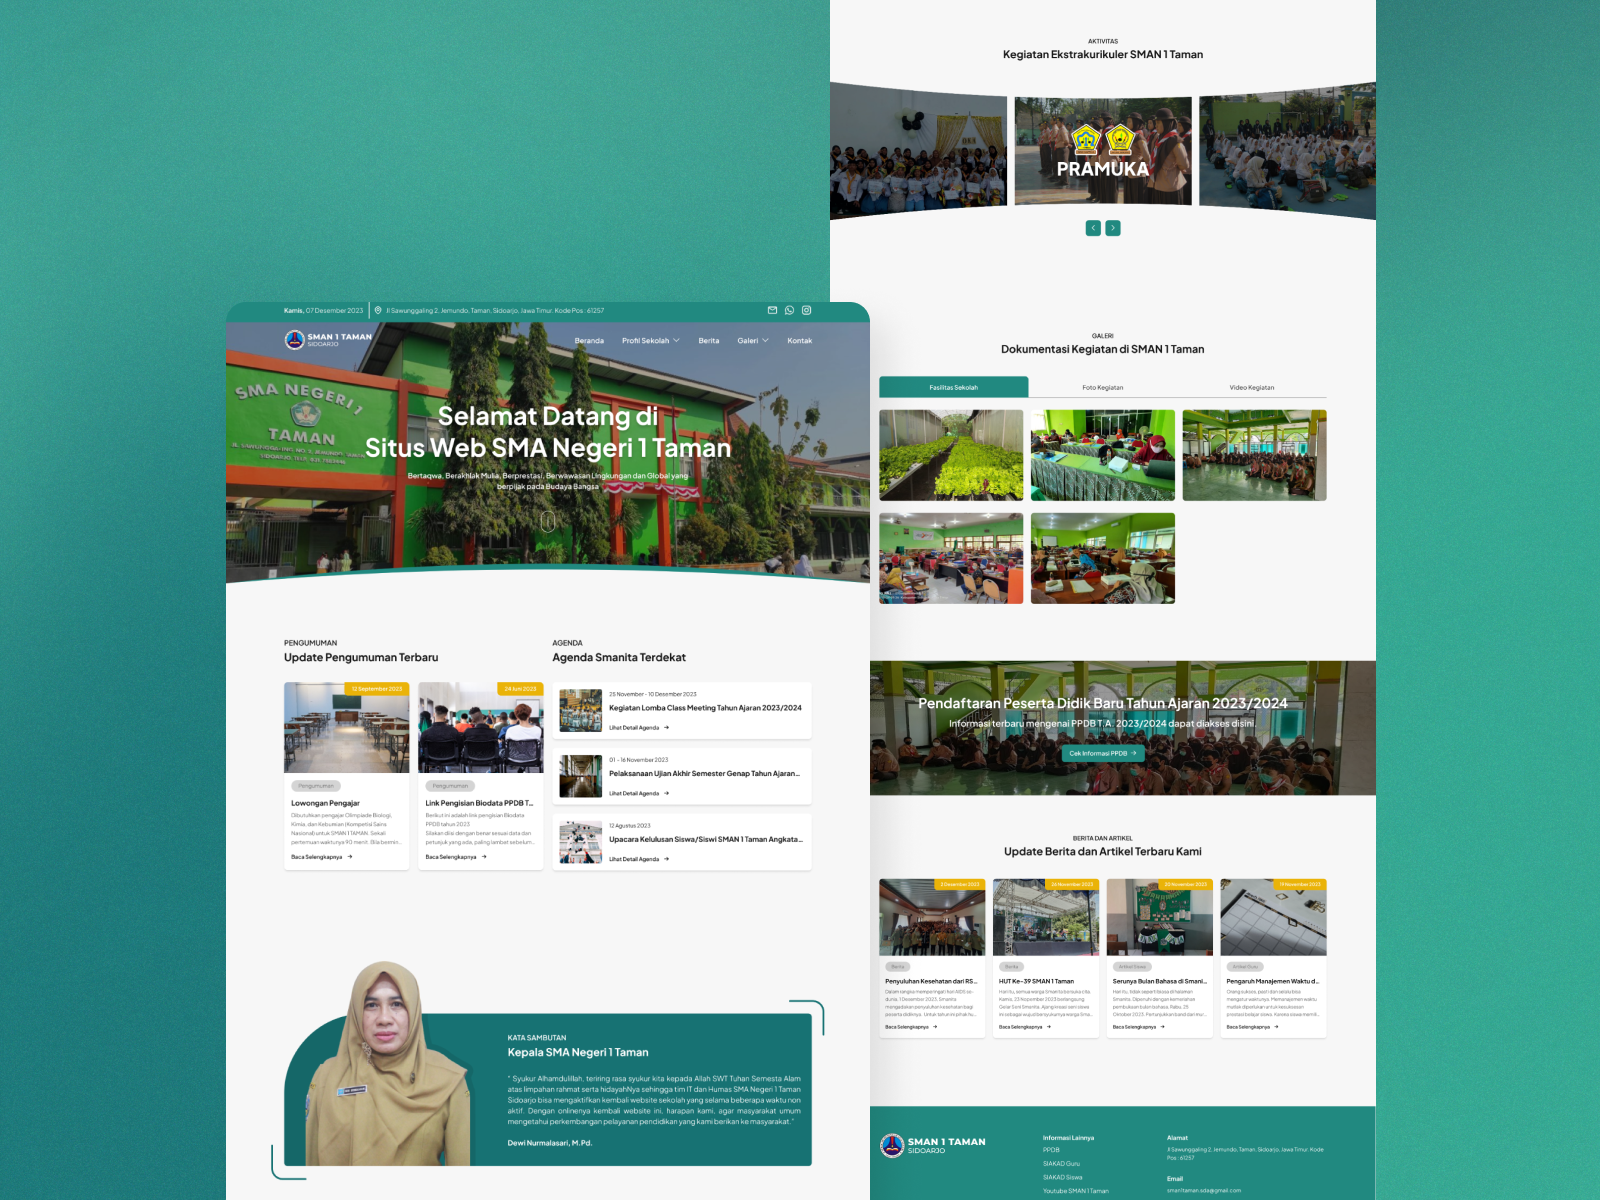 Kamis, 07 Desember 2023
Jl Sawunggaling 2, Jemundo, Taman, Sidoarjo, Jawa Timur. Kode Pos : 61257
SMAN 1 TAMAN
SIDOARJO
Beranda
Profil Sekolah
Berita
Galeri
Kontak
SMA NEGERI 1
TAMAN
Selamat Datang di
Situs Web SMA Negeri 1 Taman
Bertaqwa, Berakhlak Mulia, Berprestasi, Berwawasan Lingkungan dan Global yang
berpijak pada Budaya Bangsa
PENGUMUMAN
Update Pengumuman Terbaru
12 September 2023
Pengumuman
Lowongan Pengajar
Dibutuhkan pengajar Olimpiade Biologi,
Kimia, dan Kebumian (Kompetisi Sains
Nasional) untuk SMAN 1 TAMAN. Sekali
pertemuan waktunya 90 menit. Bila bermin...
Baca Selengkapnya
24 Juni 2023
Pengumuman
Link Pengisian Biodata PPDB T...
Berikut ini adalah link pengisian Biodata
PPDB tahun 2023
Silakan diisi dengan benar sesuai data dan
petunjuk yang ada, paling lambat sebelum...
Baca Selengkapnya
AGENDA
Agenda Smanita Terdekat
25 November - 10 Desember 2023
Kegiatan Lomba Class Meeting Tahun Ajaran 2023/2024
Lihat Detail Agenda
01 - 16 November 2023
Pelaksanaan Ujian Akhir Semester Genap Tahun Ajaran...
Lihat Detail Agenda
12 Agustus 2023
Upacara Kelulusan Siswa/Siswi SMAN 1 Taman Angkata...
Lihat Detail Agenda
KATA SAMBUTAN
Kepala SMA Negeri 1 Taman
" Syukur Alhamdulillah, teriring rasa syukur kita kepada Allah SWT Tuhan Semesta Alam
atas limpahan rahmat serta hidayahNya sehingga tim IT dan Humas SMA Negeri 1 Taman
Sidoarjo bisa mengaktifkan kembali website sekolah yang selama beberapa waktu non
aktif. Dengan onlinenya kembali website ini, harapan kami, agar masyarakat umum
mengetahui perkembangan pelayanan pendidikan yang kami berikan ke masyarakat."
Dewi Nurmalasari, M.Pd.
AKTIVITAS
Kegiatan Ekstrakurikuler SMAN 1 Taman
PRAMUKA
GALERI
Dokumentasi Kegiatan di SMAN 1 Taman
Fasilitas Sekolah
Foto Kegiatan
Video Kegiatan
Pendaftaran Peserta Didik Baru Tahun Ajaran 2023/2024
Informasi terbaru mengenai PPDB T.A. 2023/2024 dapat diakses disini.
Cek Informasi PPDB
BERITA DAN ARTIKEL
Update Berita dan Artikel Terbaru Kami
3 Desember 2023
Berita
Penyuluhan Kesehatan dari RS...
Dalam rangka memperingati hari AIDS se-
dunia, 1 Desember 2023. Smanita
mengadakan penyuluhan kesehatan bagi
peserta didiknya. Untuk tahun ini pihak tu...
Baca Selengkapnya
26 November 2023
Berita
HUT Ke-39 SMAN 1 Taman
Hari itu, semua warga Smanita bersuka cita.
Kamis, 23 Nopember 2023 berlangsung
Gelar Seni Smanita. Ajang kreasi seni siswa
ini sebagai wujud bersyukurnya warga Sma...
Baca Selengkapnya
20 November 2023
Artikel Siswa
Serunya Bulan Bahasa di Smani...
Hari itu, tidak seperti biasa di halaman
Smanita. Dipenuhi dengan kemeriahan
pembukaan bulan bahasa. Rabu, 25
Oktober 2023. Pertunjukan band dan mur...
Baca Selengkapnya
19 November 2023
Artikel Guru
Pengaruh Manajemen Waktu d...
Orang sukses, pasti dan selalu bisa
mengatur waktunya. Memanajemen waktu
mutlak diperlukan untuk kesuksesan
prestasi belajar siswa. Karena siswa memil...
Baca Selengkapnya
SMAN 1 TAMAN
SIDOARJO
Informasi Lainnya
PPDB
SIAKAD Guru
SIAKAD Siswa
Youtube SMAN 1 Taman
Alamat
Jl Sawunggaling 2, Jemundo, Taman, Sidoarjo, Jawa Timur. Kode
Pos : 61257
Email
sman1taman.sda@gmail.com